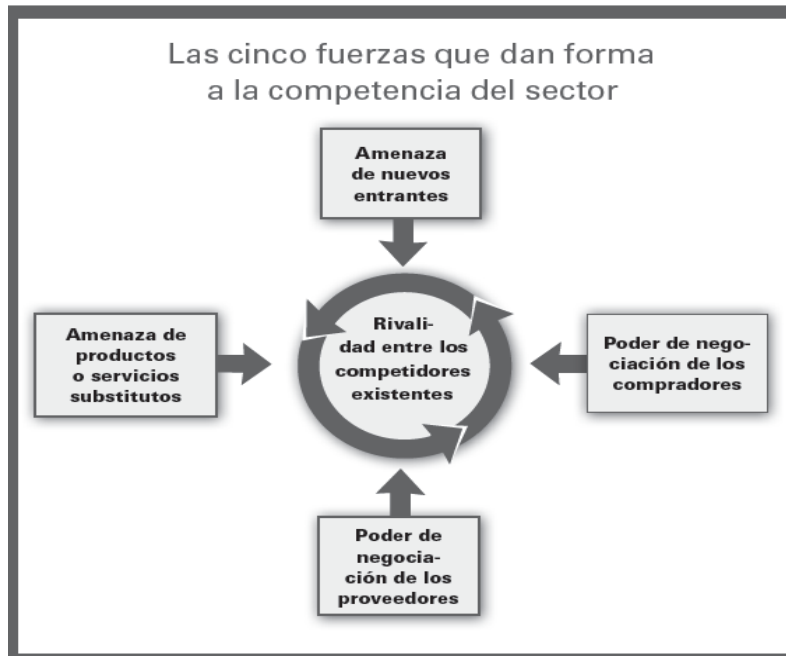 Las cinco fuerzas que dan forma
a la competencia del sector
Amenaza
de nuevos
entrantes
Amenaza de
productos
o servicios
substitutos
Rivali-
dad entre los
competidores
existentes
Poder de nego-
ciación de los
compradores
Poder de
negocia-
ción de los
proveedores